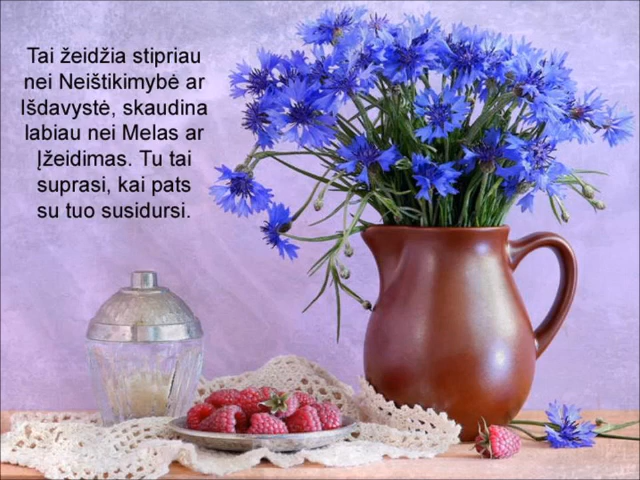 Tai žeidžia stipriau
nei Neištikimybė ar
Išdavystė, skaudina
labiau nei Melas ar
Įžeidimas. Tu tai
suprasi, kai pats
su tuo susidursi.